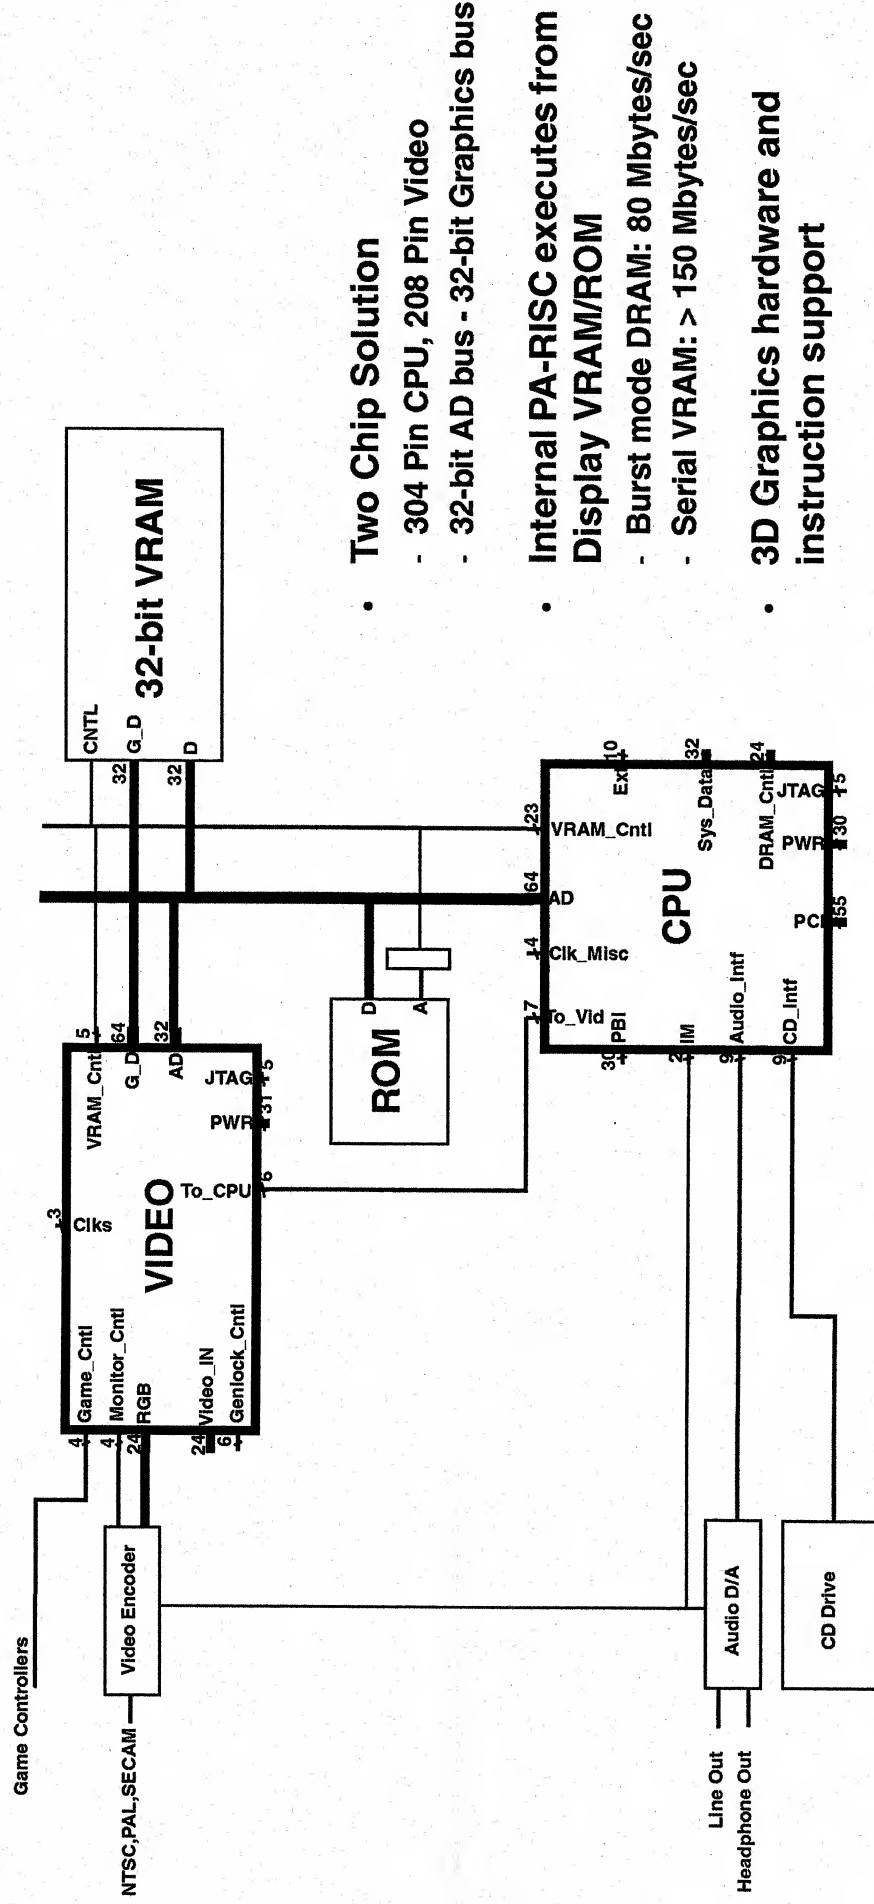 Game Controllers
NTSC,PAL,SECAM
Video Encoder
4
Game_Cntl
4
Monitor_Cntl
24
RGB
24
Video_IN
6
Genlock_Cntl
3
Clks
VIDEO
VRAM_Cntl
5
G_D
64
AD
32
JTAG
5
PWR
31
To_CPU
6
CNTL
32
G_D
32
D
32-bit VRAM
ROM
D
A
Line Out
Headphone Out
Audio D/A
CD Drive
23
VRAM_Cntl
64
AD
4
Clk_Misc
7
To_Vid
30
PBI
2
IM
9
Audio_Intf
9
CD_Intf
CPU
Ext
10
Sys_Data
32
DRAM_Cntl
24
JTAG
5
PWR
30
PCI
55
• Two Chip Solution
- 304 Pin CPU, 208 Pin Video
- 32-bit AD bus - 32-bit Graphics bus
• Internal PA-RISC executes from
Display VRAM/ROM
- Burst mode DRAM: 80 Mbytes/sec
- Serial VRAM: > 150 Mbytes/sec
• 3D Graphics hardware and
instruction support